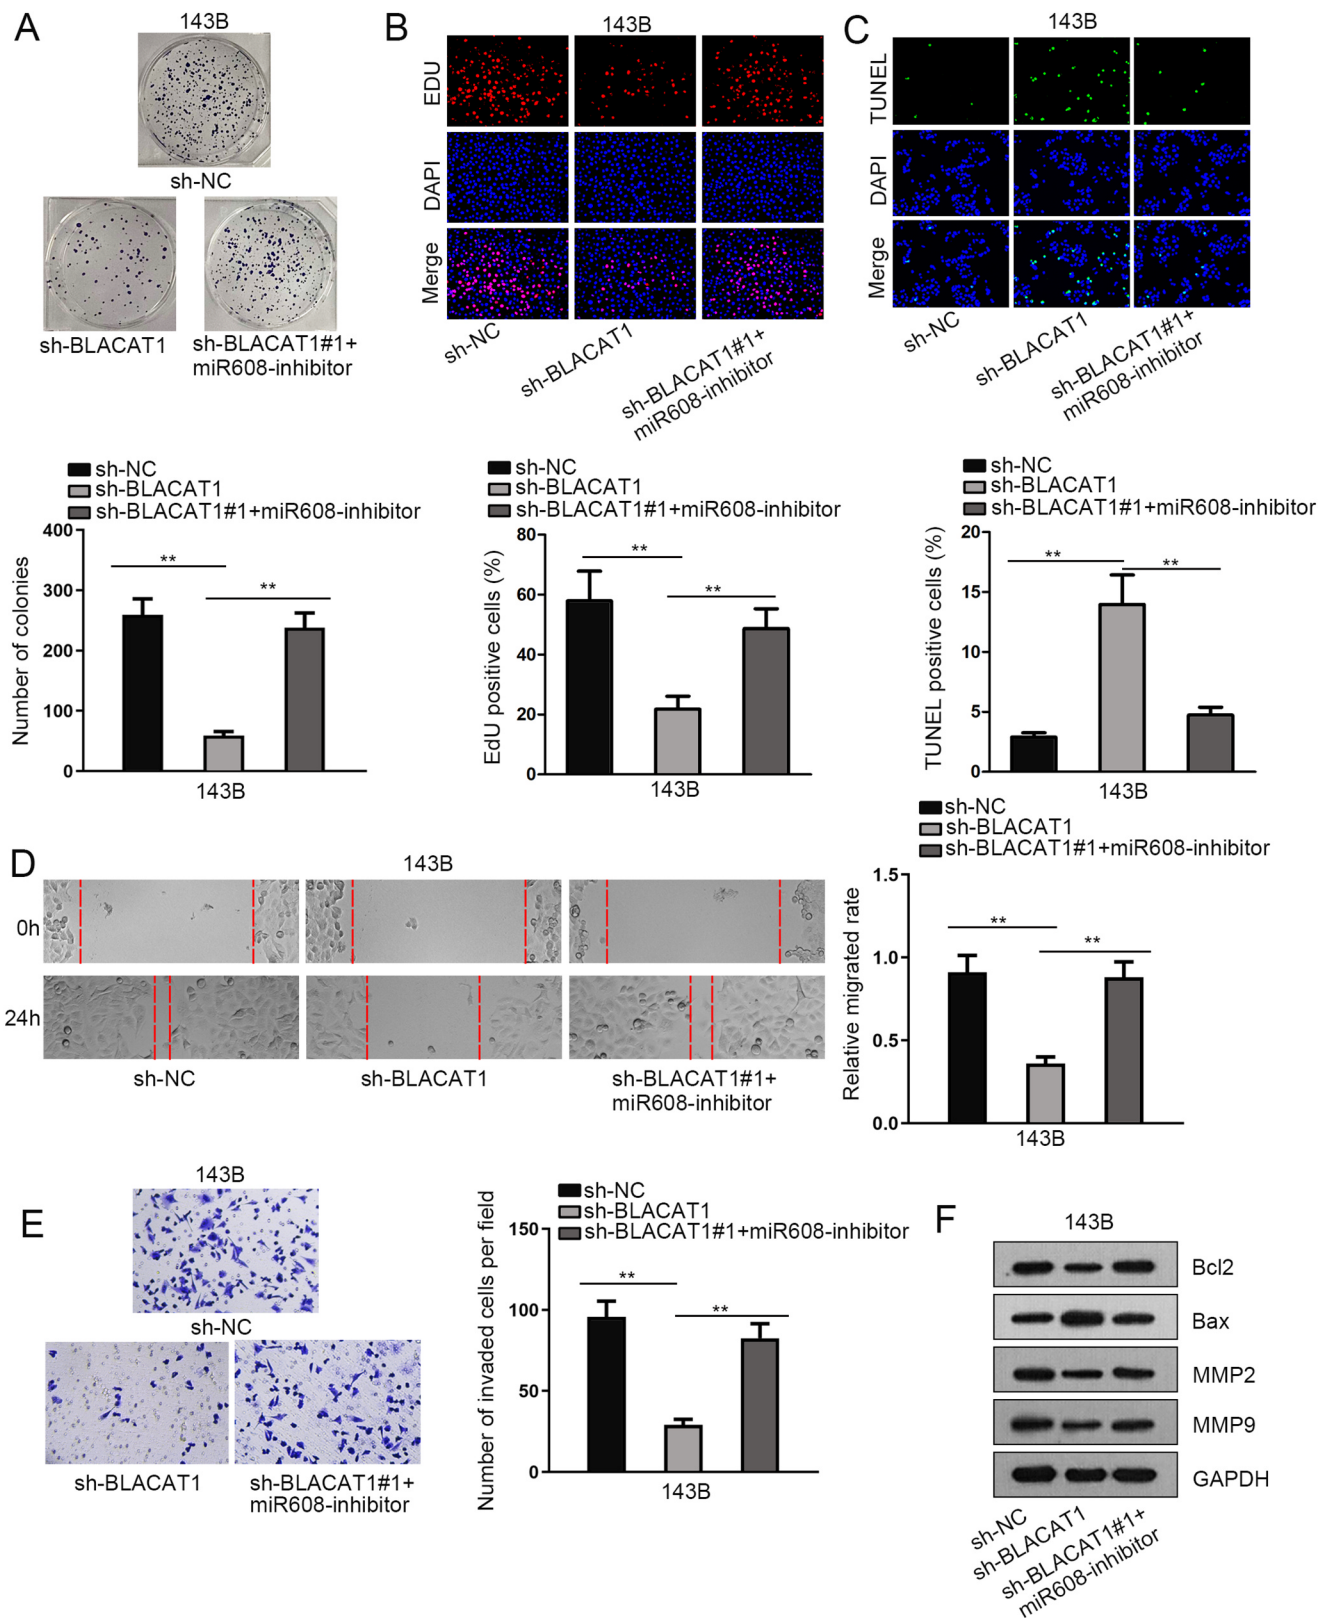 A
143B
sh-NC
sh-BLACAT1
sh-BLACAT1#1+
miR608-inhibitor
sh-NC
sh-BLACAT1
sh-BLACAT1#1+miR608-inhibitor
Number of colonies
400
300
200
100
0
**
**
143B
B
143B
EDU
DAPI
Merge
sh-NC
sh-BLACAT1
sh-BLACAT1#1+
miR608-inhibitor
sh-NC
sh-BLACAT1
sh-BLACAT1#1+miR608-inhibitor
EdU positive cells (%)
80
60
40
20
0
**
**
143B
C
143B
TUNEL
DAPI
Merge
sh-NC
sh-BLACAT1
sh-BLACAT1#1+
miR608-inhibitor
sh-NC
sh-BLACAT1
sh-BLACAT1#1+miR608-inhibitor
TUNEL positive cells (%)
20
15
10
5
0
**
**
143B
D
143B
0h
24h
sh-NC
sh-BLACAT1
sh-BLACAT1#1+
miR608-inhibitor
sh-NC
sh-BLACAT1
sh-BLACAT1#1+miR608-inhibitor
Relative migrated rate
1.5
1.0
0.5
0.0
**
**
143B
E
143B
sh-NC
sh-BLACAT1
sh-BLACAT1#1+
miR608-inhibitor
sh-NC
sh-BLACAT1
sh-BLACAT1#1+miR608-inhibitor
Number of invaded cells per field
150
100
50
0
**
**
143B
F
143B
Bcl2
Bax
MMP2
MMP9
GAPDH
sh-NC
sh-BLACAT1
sh-BLACAT1#1+
miR608-inhibitor